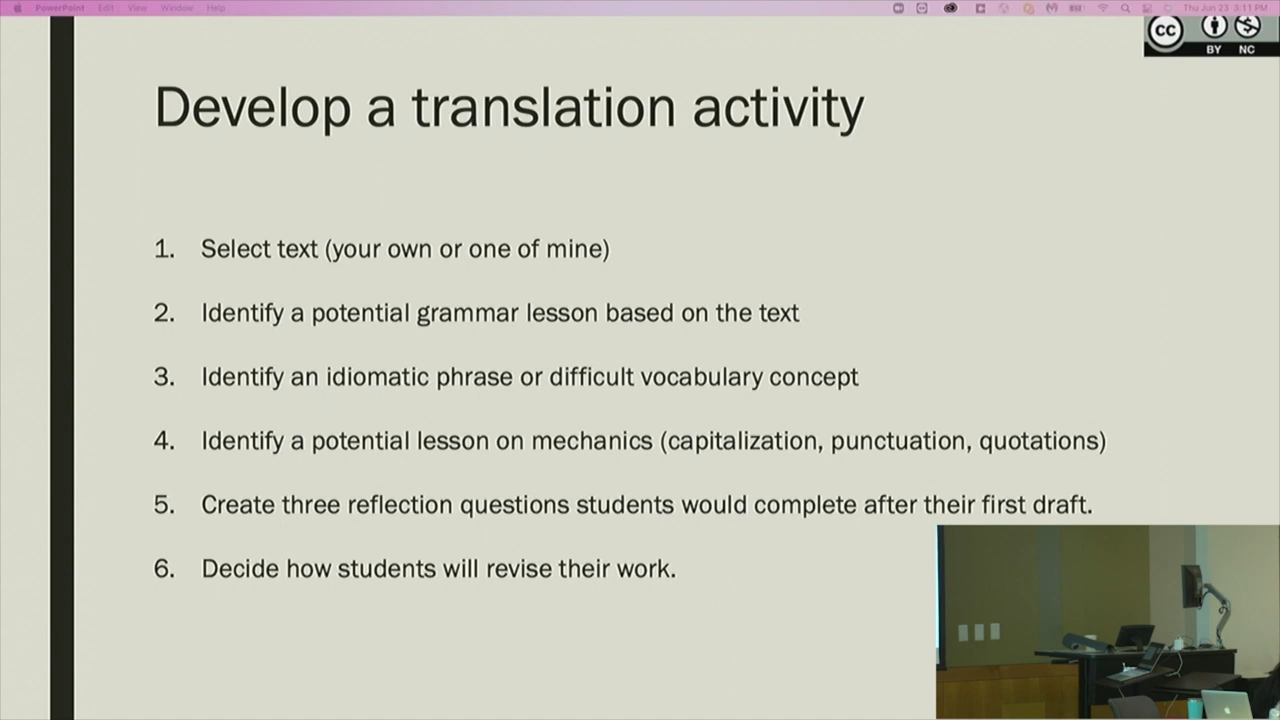 PowerPoint Edit View Window Help Thu Jun 23 3:11 PM
CC
BY NC
Develop a translation activity
1. Select text (your own or one of mine)
2. Identify a potential grammar lesson based on the text
3. Identify an idiomatic phrase or difficult vocabulary concept
4. Identify a potential lesson on mechanics (capitalization, punctuation, quotations)
5. Create three reflection questions students would complete after their first draft.
6. Decide how students will revise their work.